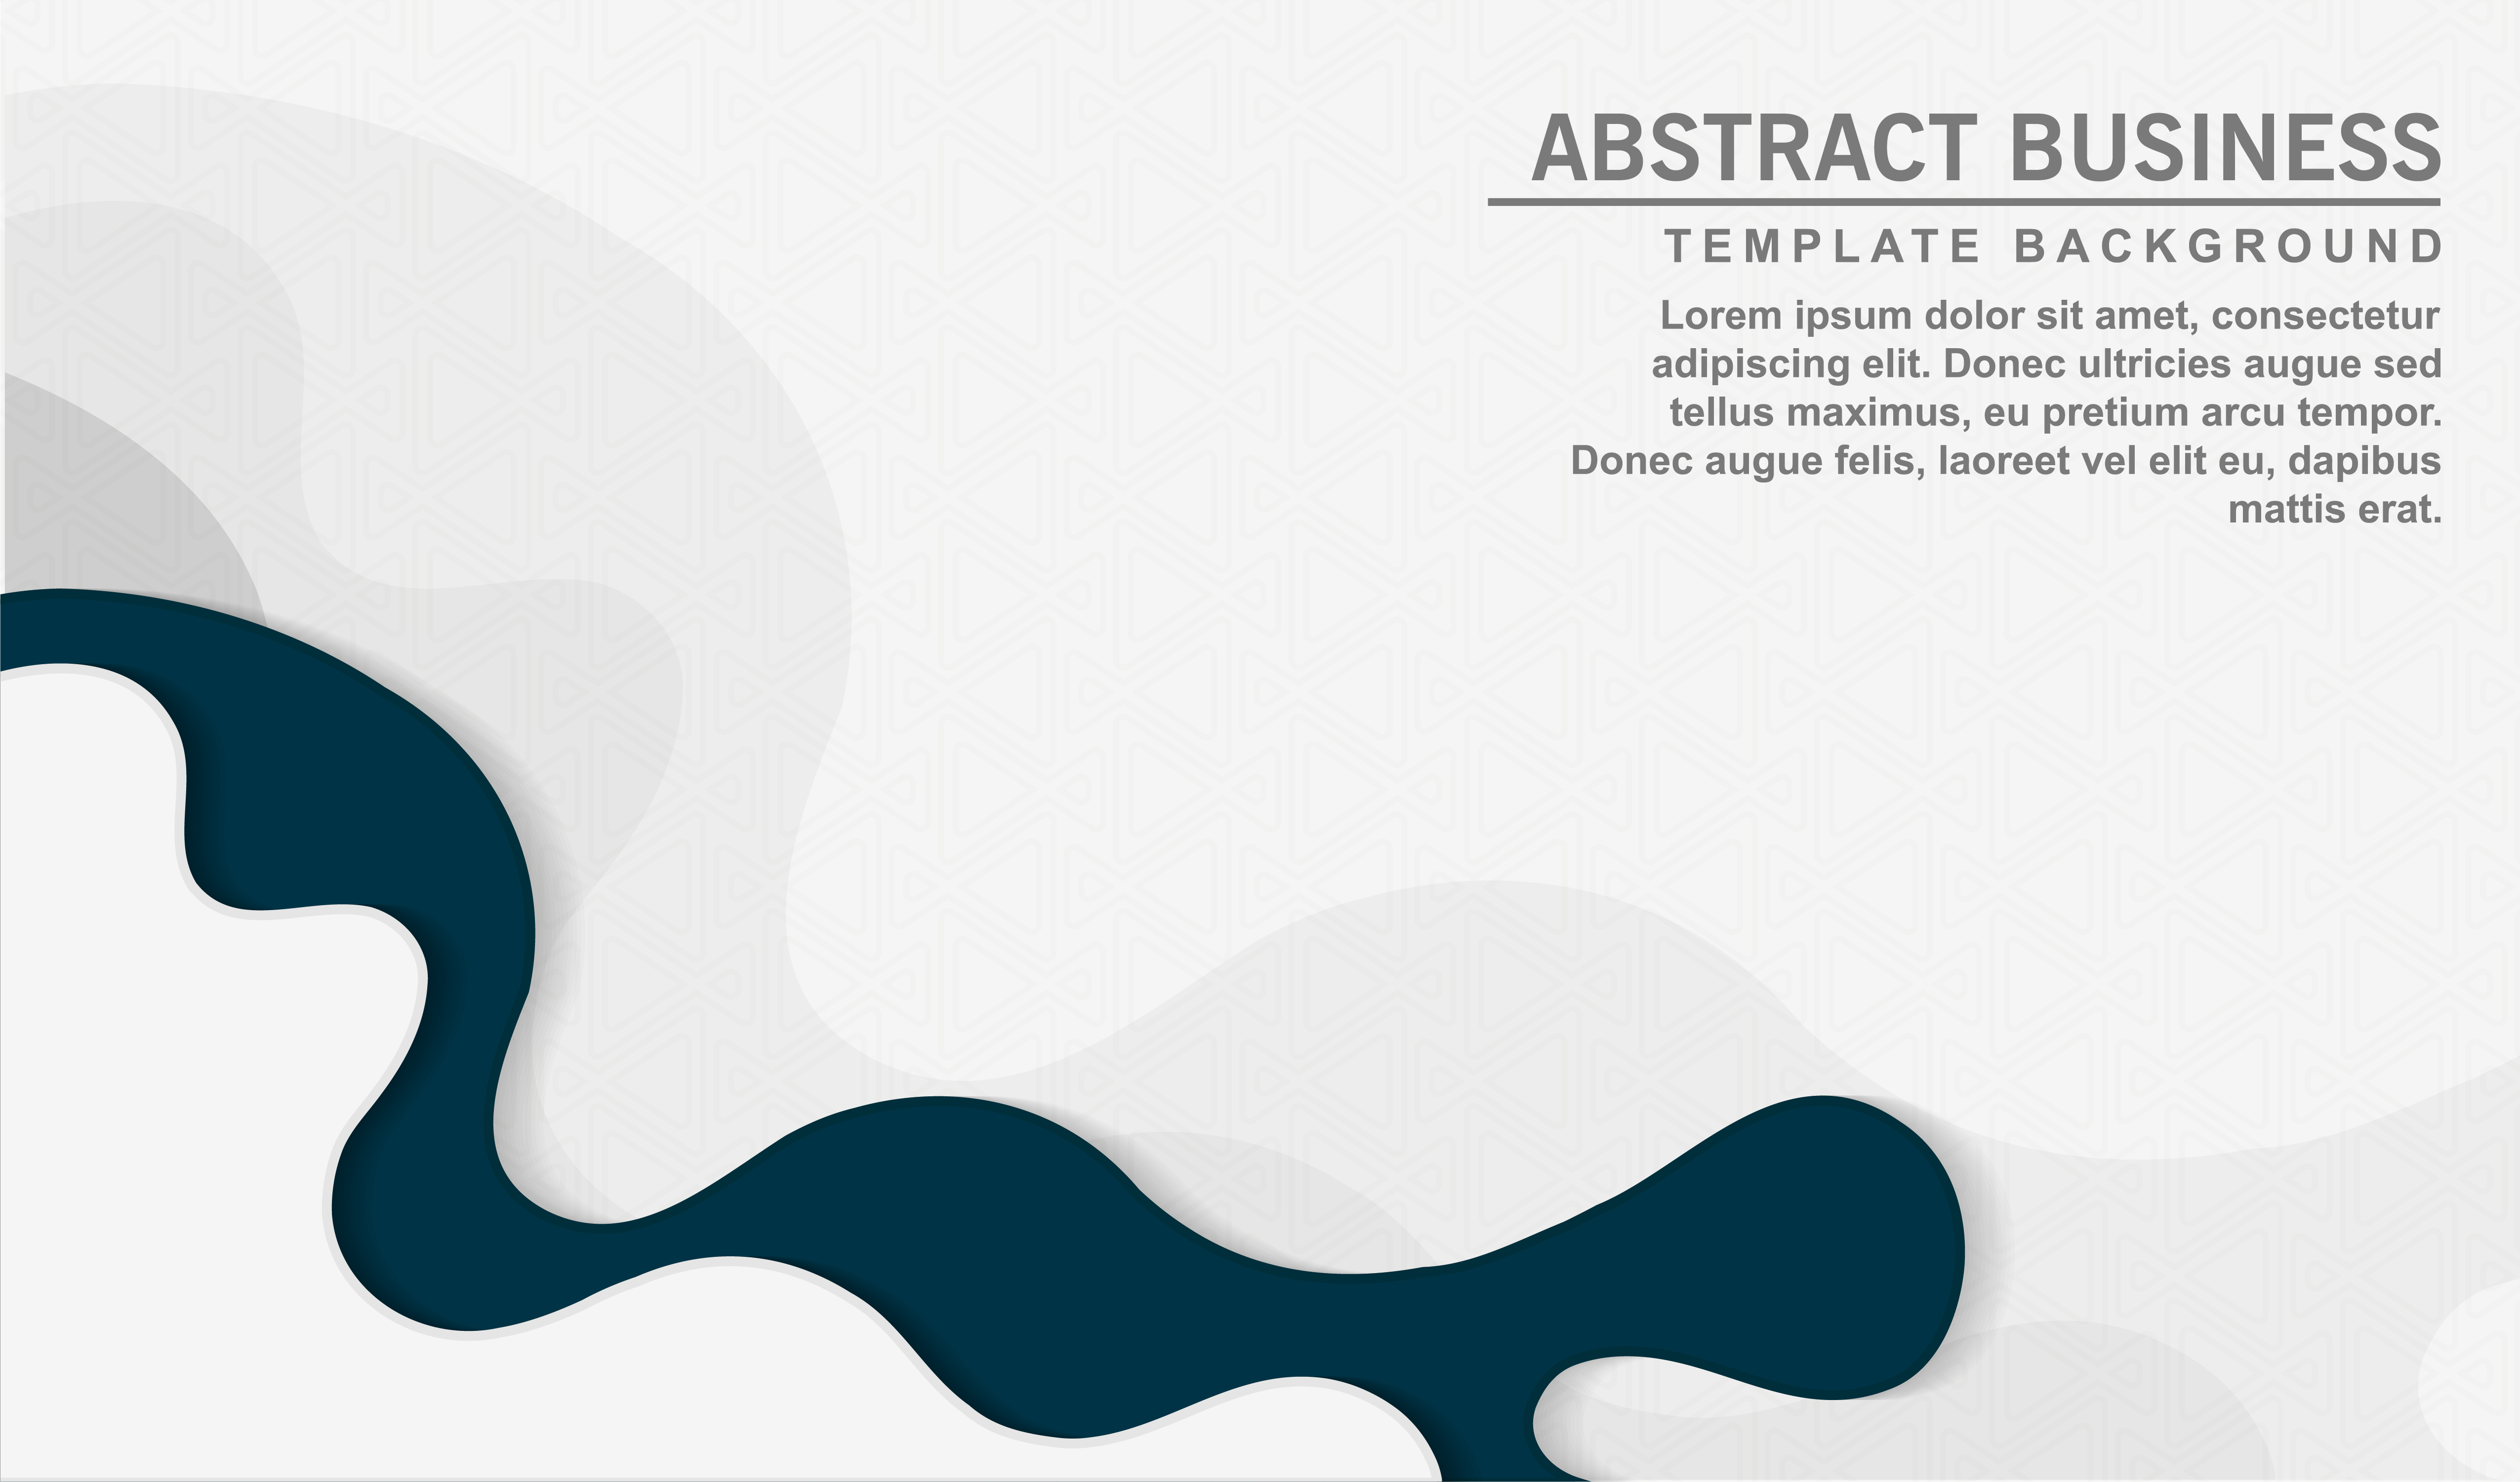 ABSTRACT BUSINESS
TEMPLATE BACKGROUND
Lorem ipsum dolor sit amet, consectetur
adipiscing elit. Donec ultricies augue sed
tellus maximus, eu pretium arcu tempor.
Donec augue felis, laoreet vel elit eu, dapibus
mattis erat.